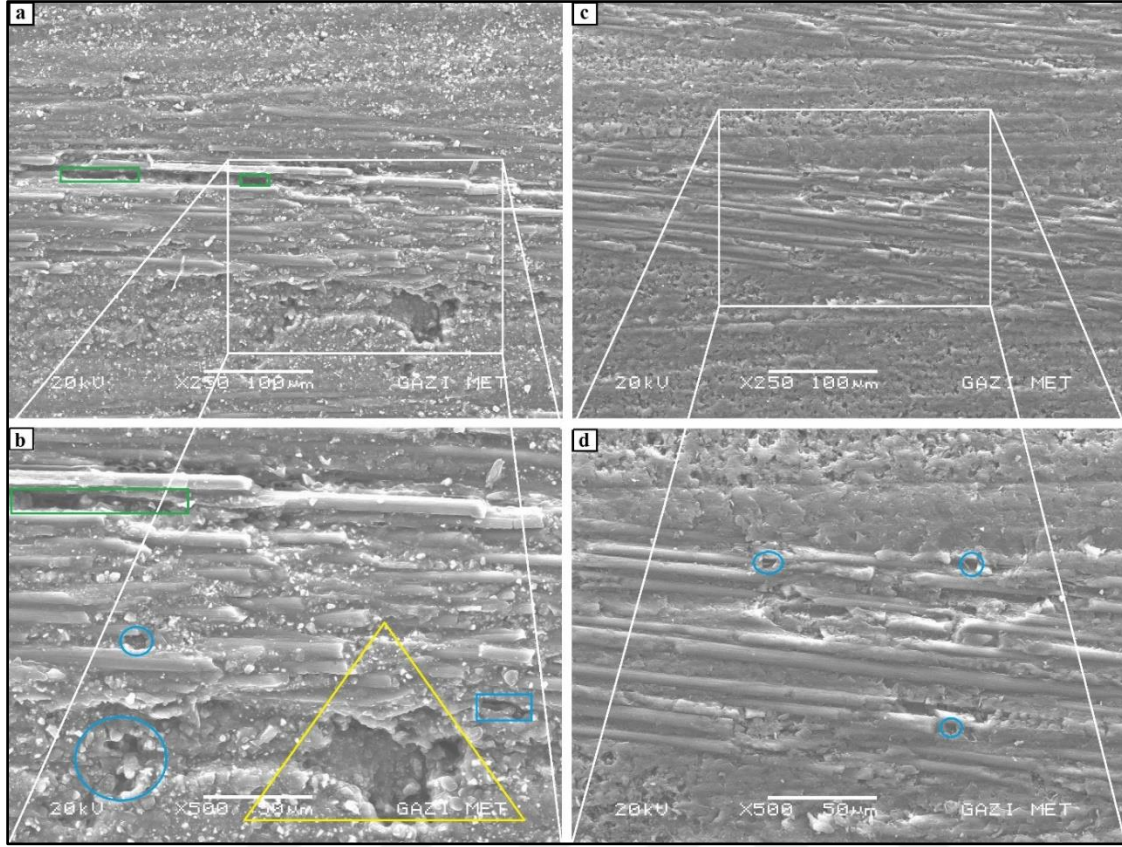 a
20kV X250 100μm GAZI MET
c
20kV X250 100μm GAZI MET
b
20kV X500 50μm GAZI MET
d
20kV X500 50μm GAZI MET